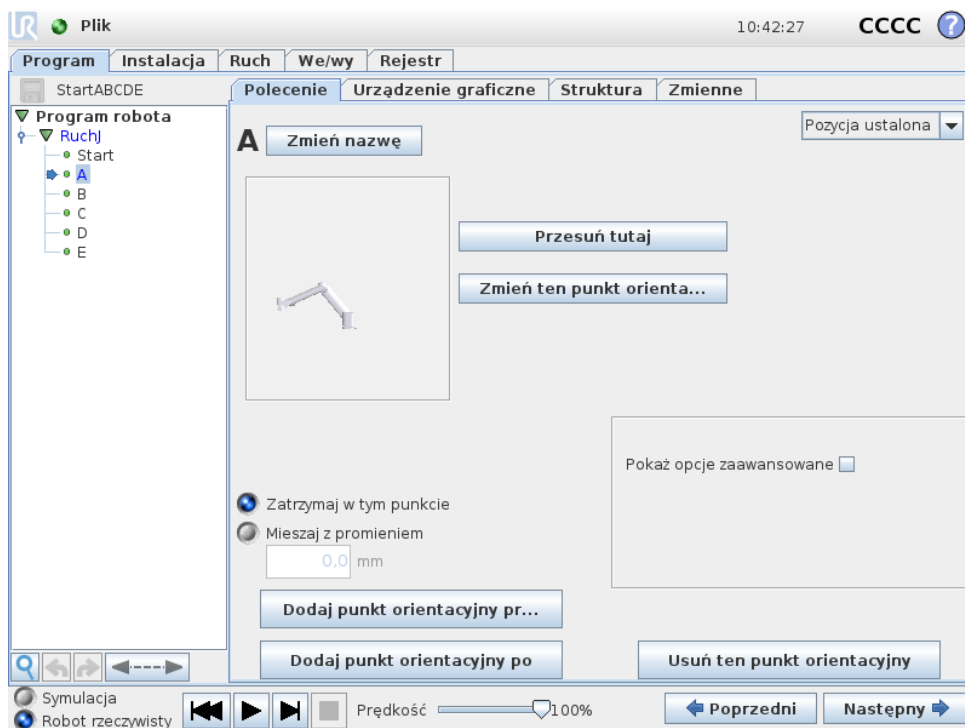 UR Plik 10:42:27 CCCC ?
Program Instalacja Ruch We/wy Rejestr
StartABCDE
Polecenie Urządzenie graficzne Struktura Zmienne
Program robota
RuchJ
Start
A
B
C
D
E
A Zmień nazwę
Pozycja ustalona
Przesuń tutaj
Zmień ten punkt orienta...
Pokaż opcje zaawansowane
Zatrzymaj w tym punkcie
Mieszaj z promieniem
0,0 mm
Dodaj punkt orientacyjny pr...
Dodaj punkt orientacyjny po
Usuń ten punkt orientacyjny
Symulacja
Robot rzeczywisty
Prędkość 100%
Poprzedni
Następny